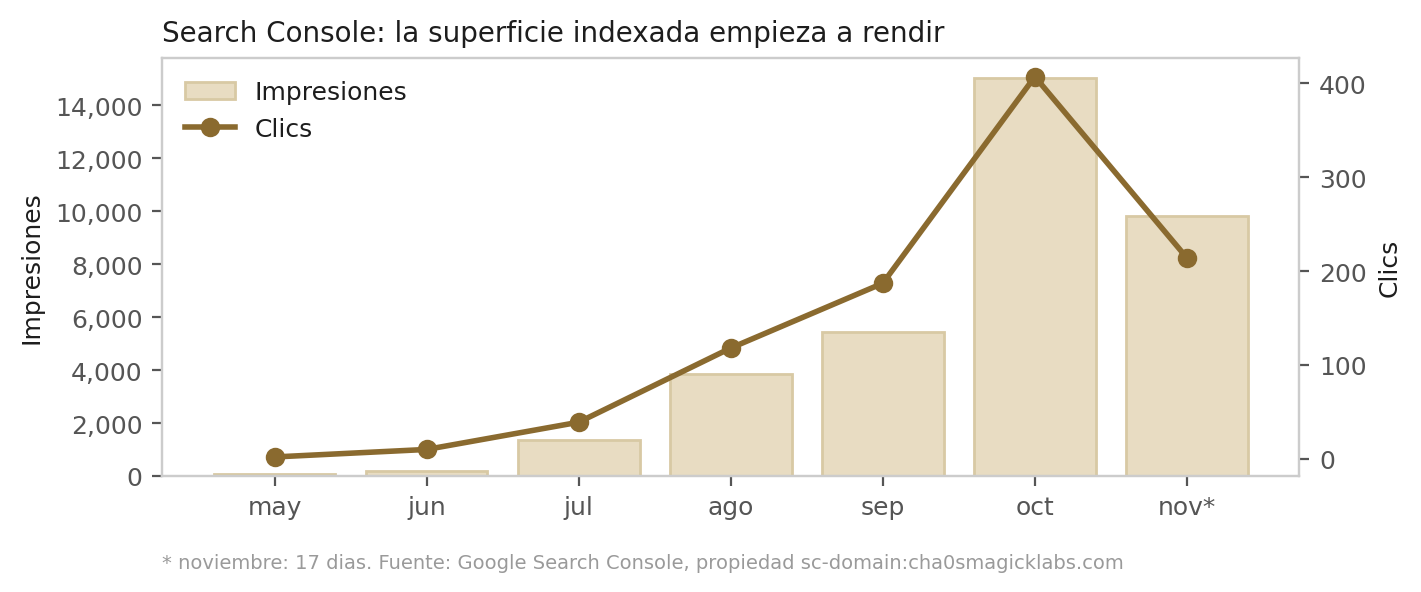 Search Console: la superficie indexada empieza a rendir
Impresiones
Clics
14,000
12,000
10,000
8,000
6,000
4,000
2,000
0
Impresiones
400
300
200
100
0
Clics
may jun jul ago sep oct nov*
* noviembre: 17 dias. Fuente: Google Search Console, propiedad sc-domain:cha0smagicklabs.com